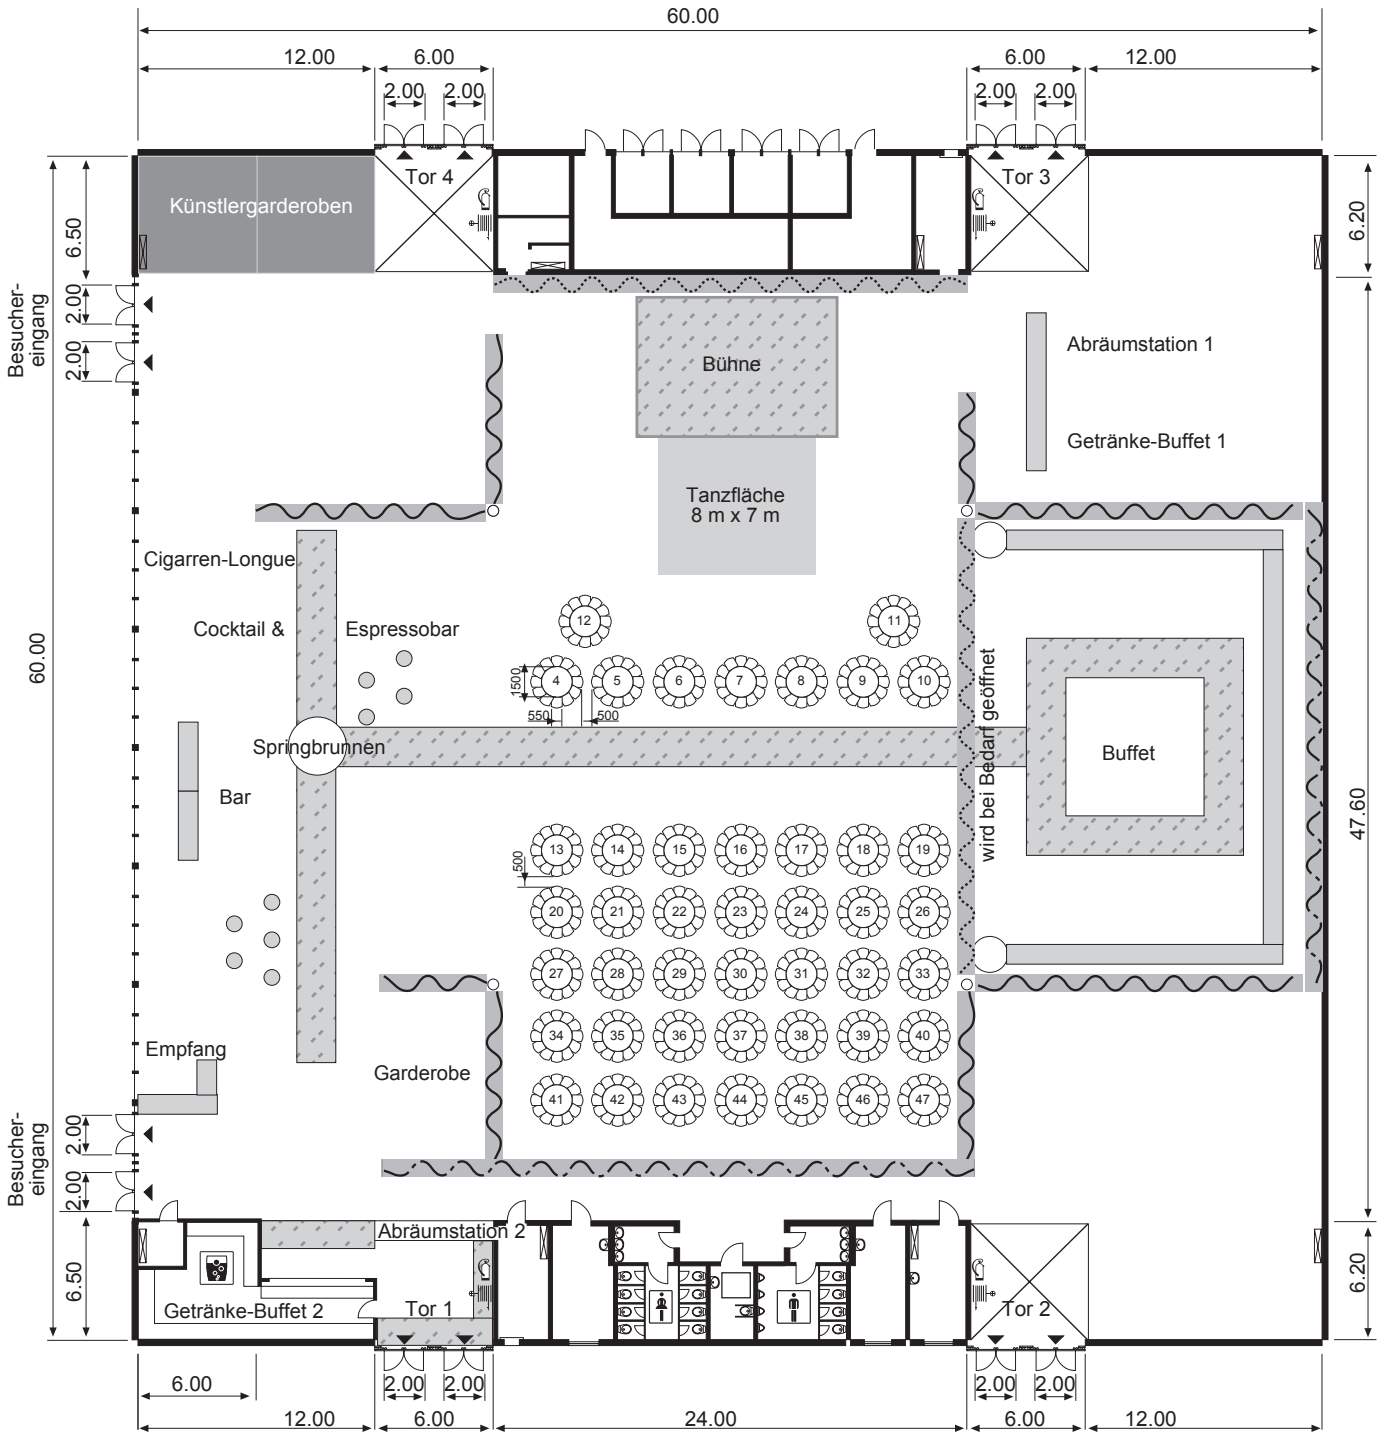 60.00
12.00 6.00 6.00 12.00
2.00 2.00 2.00 2.00
Tor 4 Tor 3
Künstlergarderoben
6.50 6.20
Besucher-
eingang
2.00
2.00
Abräumstation 1
Bühne
Getränke-Buffet 1
Tanzfläche
8 m x 7 m
Cigarren-Longue
Cocktail & Espressobar
12 11
60.00
wird bei Bedarf geöffnet
1500
4 5 6 7 8 9 10
550 500
Springbrunnen
Buffet
Bar
47.60
13 14 15 16 17 18 19
500
20 21 22 23 24 25 26
27 28 29 30 31 32 33
34 35 36 37 38 39 40
Empfang
Garderobe
41 42 43 44 45 46 47
Besucher-
eingang
2.00
2.00
Abräumstation 2
6.50 6.20
Getränke-Buffet 2 Tor 1 Tor 2
6.00 2.00 2.00 2.00 2.00
12.00 6.00 24.00 6.00 12.00